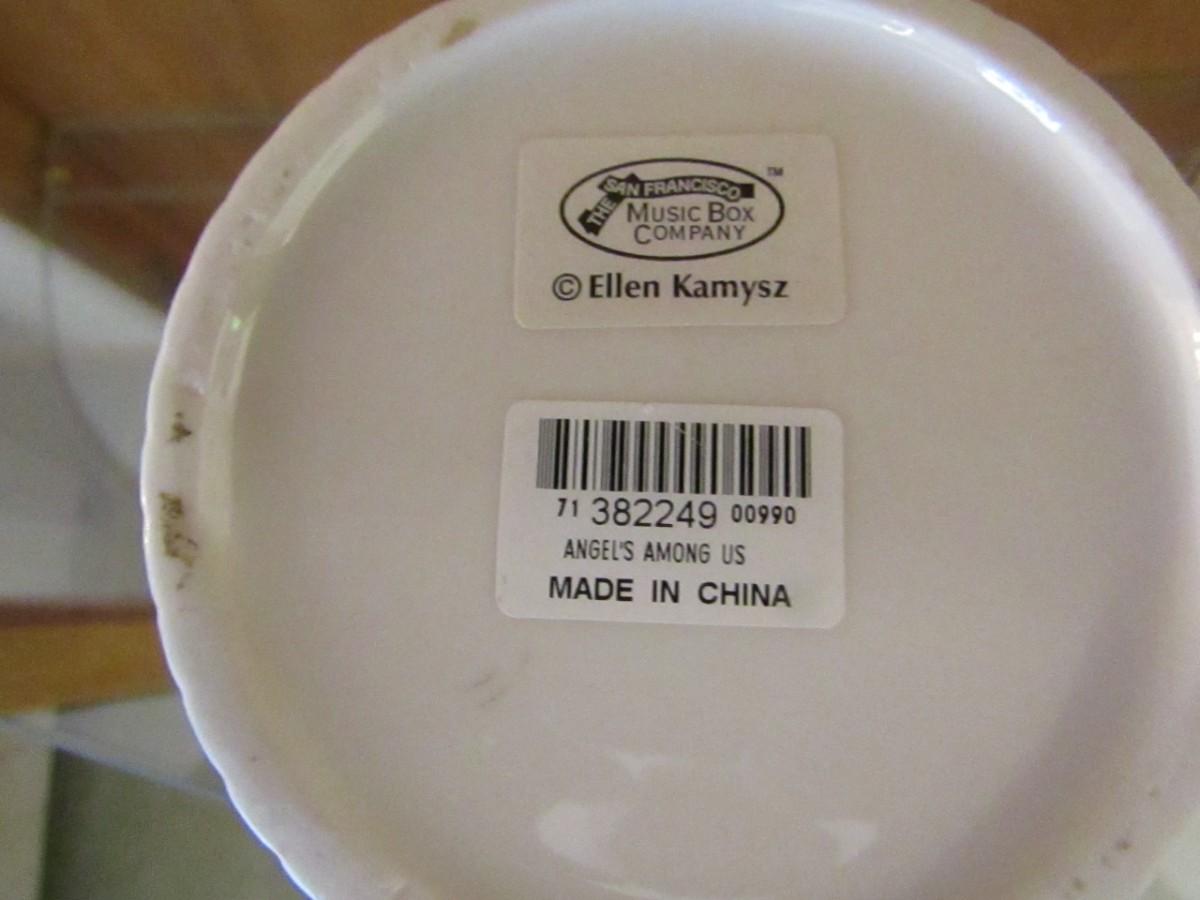 THE SAN FRANCISCO ™
MUSIC BOX
COMPANY
© Ellen Kamysz
71 382249 00990
ANGEL'S AMONG US
MADE IN CHINA